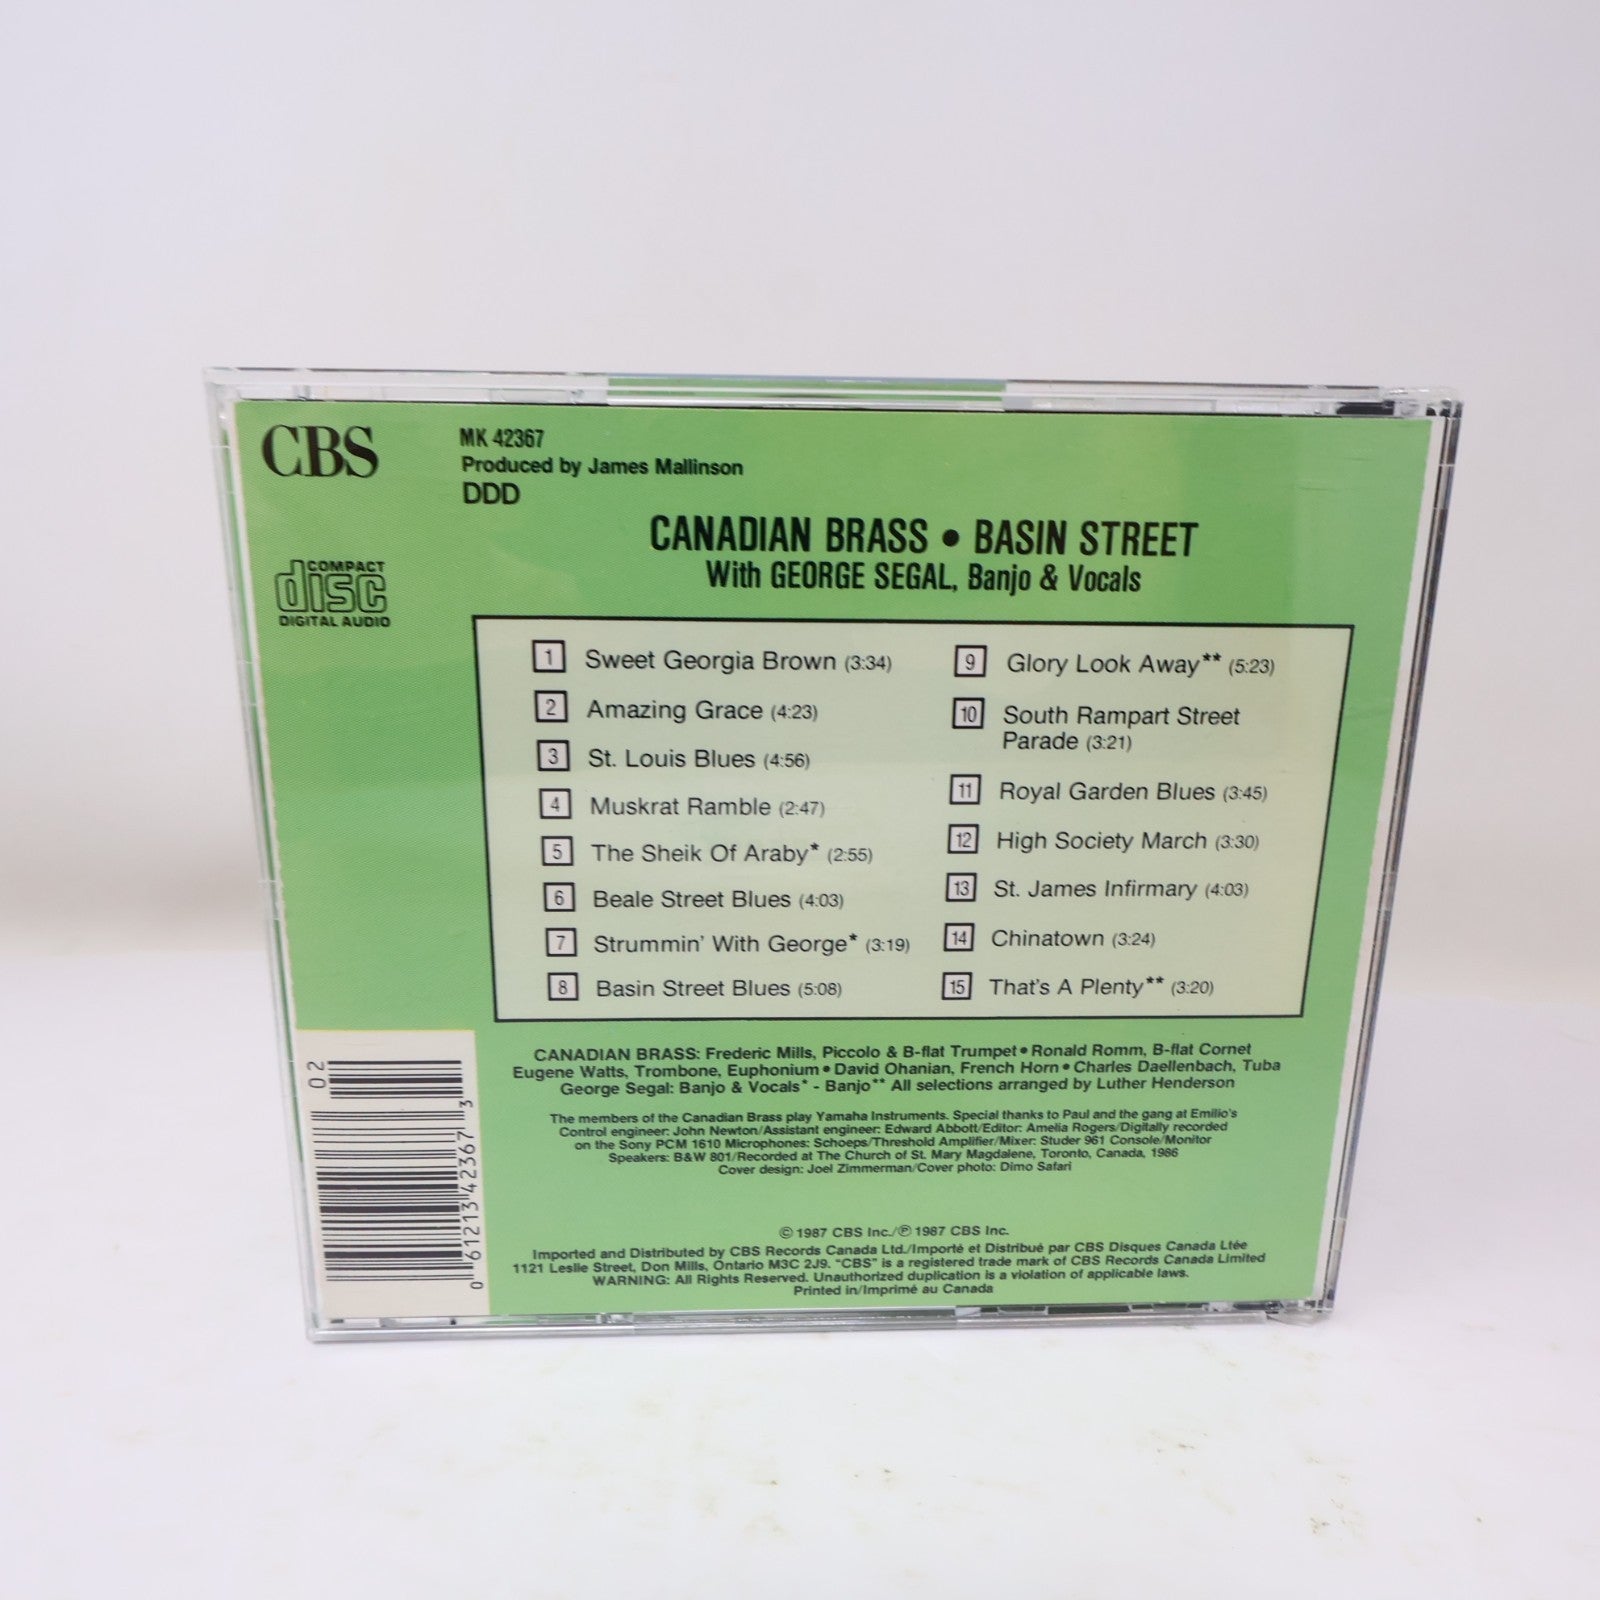 CBS
MK 42367
Produced by James Mallinson
DDD
COMPACT
disc
DIGITAL AUDIO
CANADIAN BRASS • BASIN STREET
With GEORGE SEGAL, Banjo & Vocals
1 Sweet Georgia Brown (3:34)
2 Amazing Grace (4:23)
3 St. Louis Blues (4:56)
4 Muskrat Ramble (2:47)
5 The Sheik Of Araby* (2:55)
6 Beale Street Blues (4:03)
7 Strummin' With George* (3:19)
8 Basin Street Blues (5:08)
9 Glory Look Away** (5:23)
10 South Rampart Street
Parade (3:21)
11 Royal Garden Blues (3:45)
12 High Society March (3:30)
13 St. James Infirmary (4:03)
14 Chinatown (3:24)
15 That's A Plenty** (3:20)
CANADIAN BRASS: Frederic Mills, Piccolo & B-flat Trumpet • Ronald Romm, B-flat Cornet
Eugene Watts, Trombone, Euphonium • David Ohanian, French Horn • Charles Daellenbach, Tuba
George Segal: Banjo & Vocals* - Banjo** All selections arranged by Luther Henderson
The members of the Canadian Brass play Yamaha Instruments. Special thanks to Paul and the gang at Emilio's
Control engineer: John Newton/Assistant engineer: Edward Abbott/Editor: Amelia Rogers/Digitally recorded
on the Sony PCM 1610 Microphones: Schoeps/Threshold Amplifier/Mixer: Studer 961 Console/Monitor
Speakers: B&W 801/Recorded at The Church of St. Mary Magdalene, Toronto, Canada, 1986
Cover design: Joel Zimmerman/Cover photo: Dimo Safari
© 1987 CBS Inc./℗ 1987 CBS Inc.
Imported and Distributed by CBS Records Canada Ltd./Importé et Distribué par CBS Disques Canada Ltée
1121 Leslie Street, Don Mills, Ontario M3C 2J9. "CBS" is a registered trade mark of CBS Records Canada Limited
WARNING: All Rights Reserved. Unauthorized duplication is a violation of applicable laws.
Printed in/Imprimé au Canada
02
0 61213 42367 3